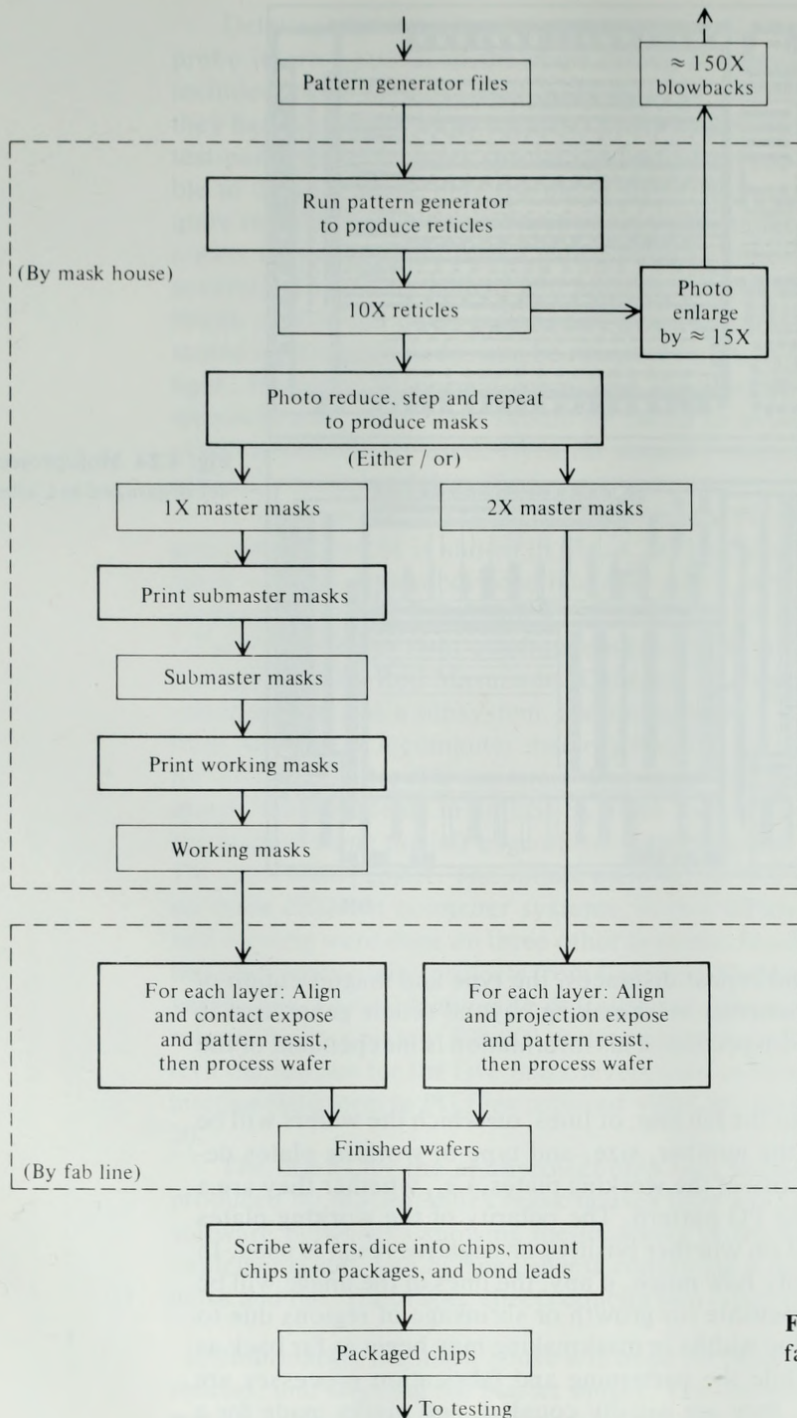 Pattern generator files
≈ 150X
blowbacks
Run pattern generator
to produce reticles
(By mask house)
10X reticles
Photo
enlarge
by ≈ 15X
Photo reduce, step and repeat
to produce masks
(Either / or)
1X master masks
2X master masks
Print submaster masks
Submaster masks
Print working masks
Working masks
For each layer: Align
and contact expose
and pattern resist,
then process wafer
For each layer: Align
and projection expose
and pattern resist,
then process wafer
Finished wafers
(By fab line)
Scribe wafers, dice into chips, mount
chips into packages, and bond leads
Packaged chips
To testing
F
fa